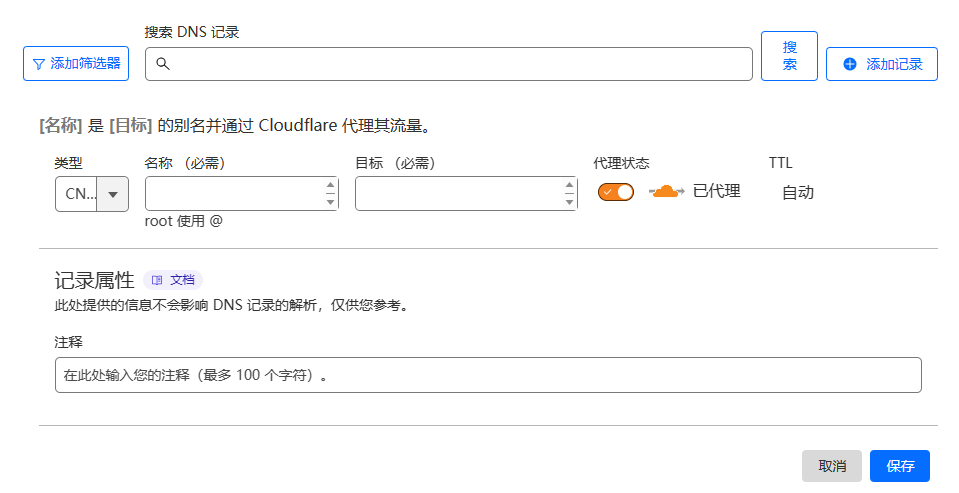 搜索 DNS 记录
添加筛选器
搜
索
添加记录
[名称] 是 [目标] 的别名并通过 Cloudflare 代理其流量。
类型 名称 （必需） 目标 （必需） 代理状态 TTL
CN... 已代理 自动
root 使用 @
记录属性 文档
此处提供的信息不会影响 DNS 记录的解析，仅供您参考。
注释
在此处输入您的注释（最多 100 个字符）。
取消 保存